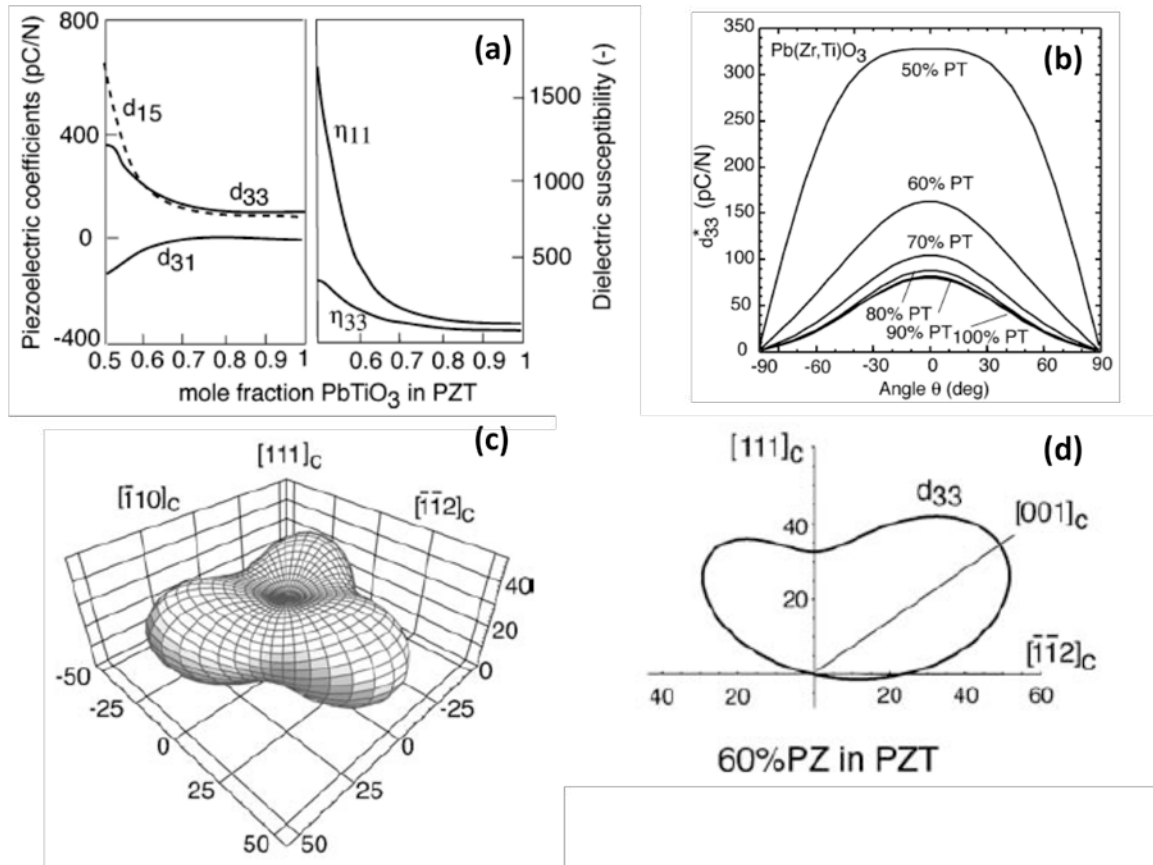 (a)
Piezoelectric coefficients (pC/N)
800
400
0
-400
d15
d33
d31
0.5 0.6 0.7 0.8 0.9 1
η11
η33
0.6 0.7 0.8 0.9 1
1500
1000
500
Dielectric susceptibility (-)
mole fraction PbTiO3 in PZT
(b)
Pb(Zr,Ti)O3
d*33 (pC/N)
350
300
250
200
150
100
50
0
50% PT
60% PT
70% PT
80% PT
90% PT
100% PT
-90 -60 -30 0 30 60 90
Angle θ (deg)
(c)
[111]C
[1̄10]C
[1̄1̄2]C
40
20
0
-50
-25
0
25
50
50
25
0
-25
(d)
[111]C
d33
[001]C
40
20
[1̄1̄2]C
40 20 0 20 40 60
60%PZ in PZT